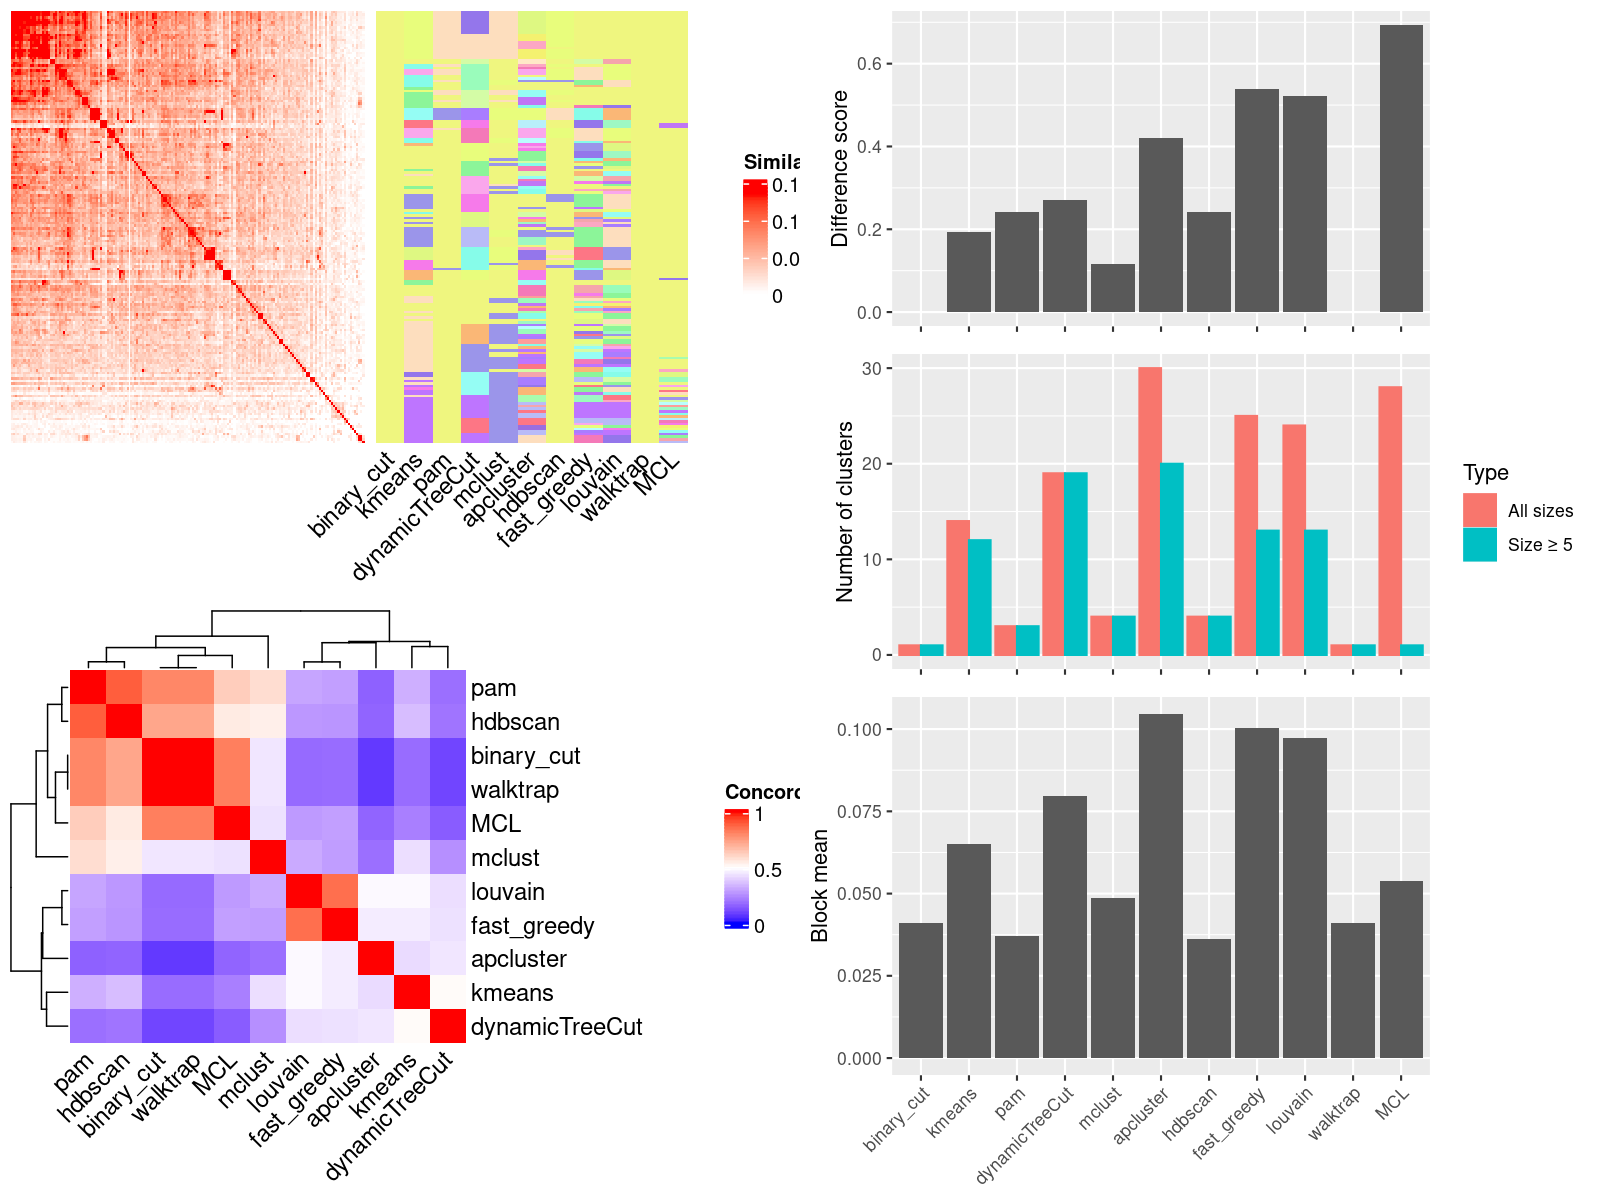 Simila
0.1
0.1
0.0
0
binary_cut
kmeans
pam
dynamicTreeCut
mclust
apcluster
hdbscan
fast_greedy
louvain
walktrap
MCL
pam
hdbscan
binary_cut
walktrap
MCL
mclust
louvain
fast_greedy
apcluster
kmeans
dynamicTreeCut
pam
hdbscan
binary_cut
walktrap
MCL
mclust
louvain
fast_greedy
apcluster
kmeans
dynamicTreeCut
Concord
1
0.5
0
Difference score
0.6
0.4
0.2
0.0
Number of clusters
30
20
10
0
Type
All sizes
Size ≥ 5
Block mean
0.100
0.075
0.050
0.025
0.000
binary_cut
kmeans
pam
dynamicTreeCut
mclust
apcluster
hdbscan
fast_greedy
louvain
walktrap
MCL